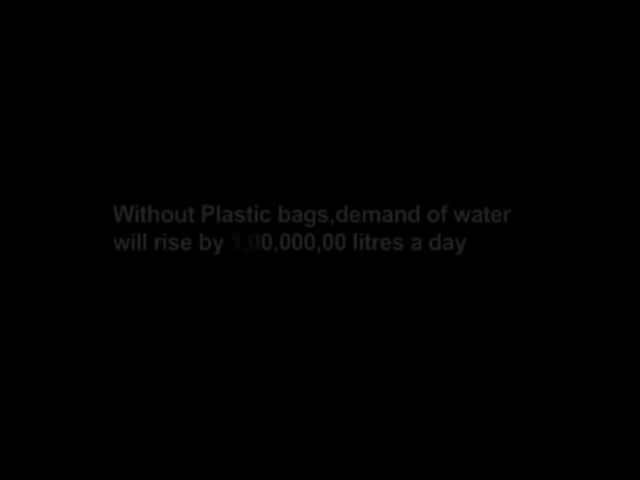 Without Plastic bags,demand of water
will rise by 1,00,000,00 litres a day